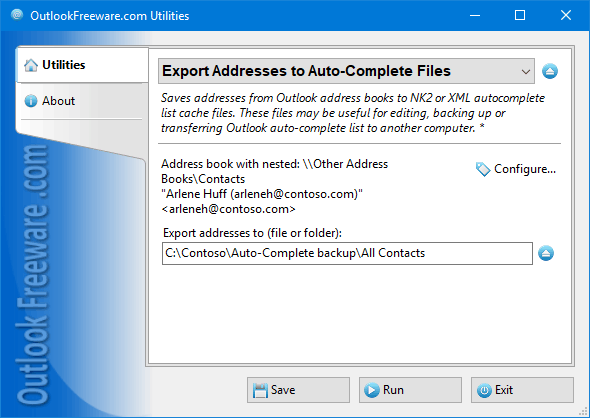 OutlookFreeware.com Utilities
Utilities
About
Export Addresses to Auto-Complete Files
Saves addresses from Outlook address books to NK2 or XML autocomplete
list cache files. These files may be useful for editing, backing up or
transferring Outlook auto-complete list to another computer. *
Address book with nested: \\Other Address
Books\Contacts
"Arlene Huff (arleneh@contoso.com)"
<arleneh@contoso.com>
Configure...
Export addresses to (file or folder):
C:\Contoso\Auto-Complete backup\All Contacts
Outlook Freeware .com
Save
Run
Exit